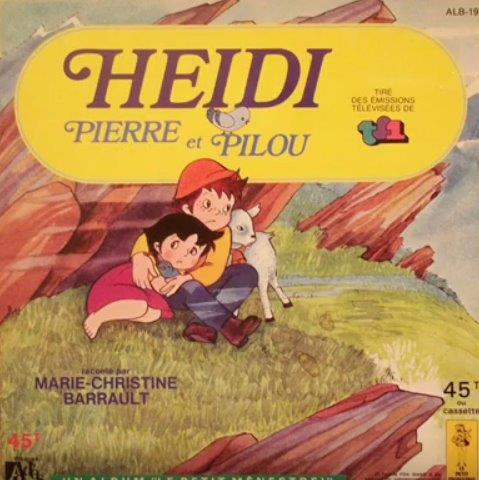 ALB-19
HEIDI
PIERRE et PILOU
TIRÉ
DES ÉMISSIONS
TÉLÉVISÉES DE
tf1
raconté par
MARIE-CHRISTINE
BARRAULT
45T
ou
cassette
45T
UN ALBUM "LE PETIT MÉNESTREL"